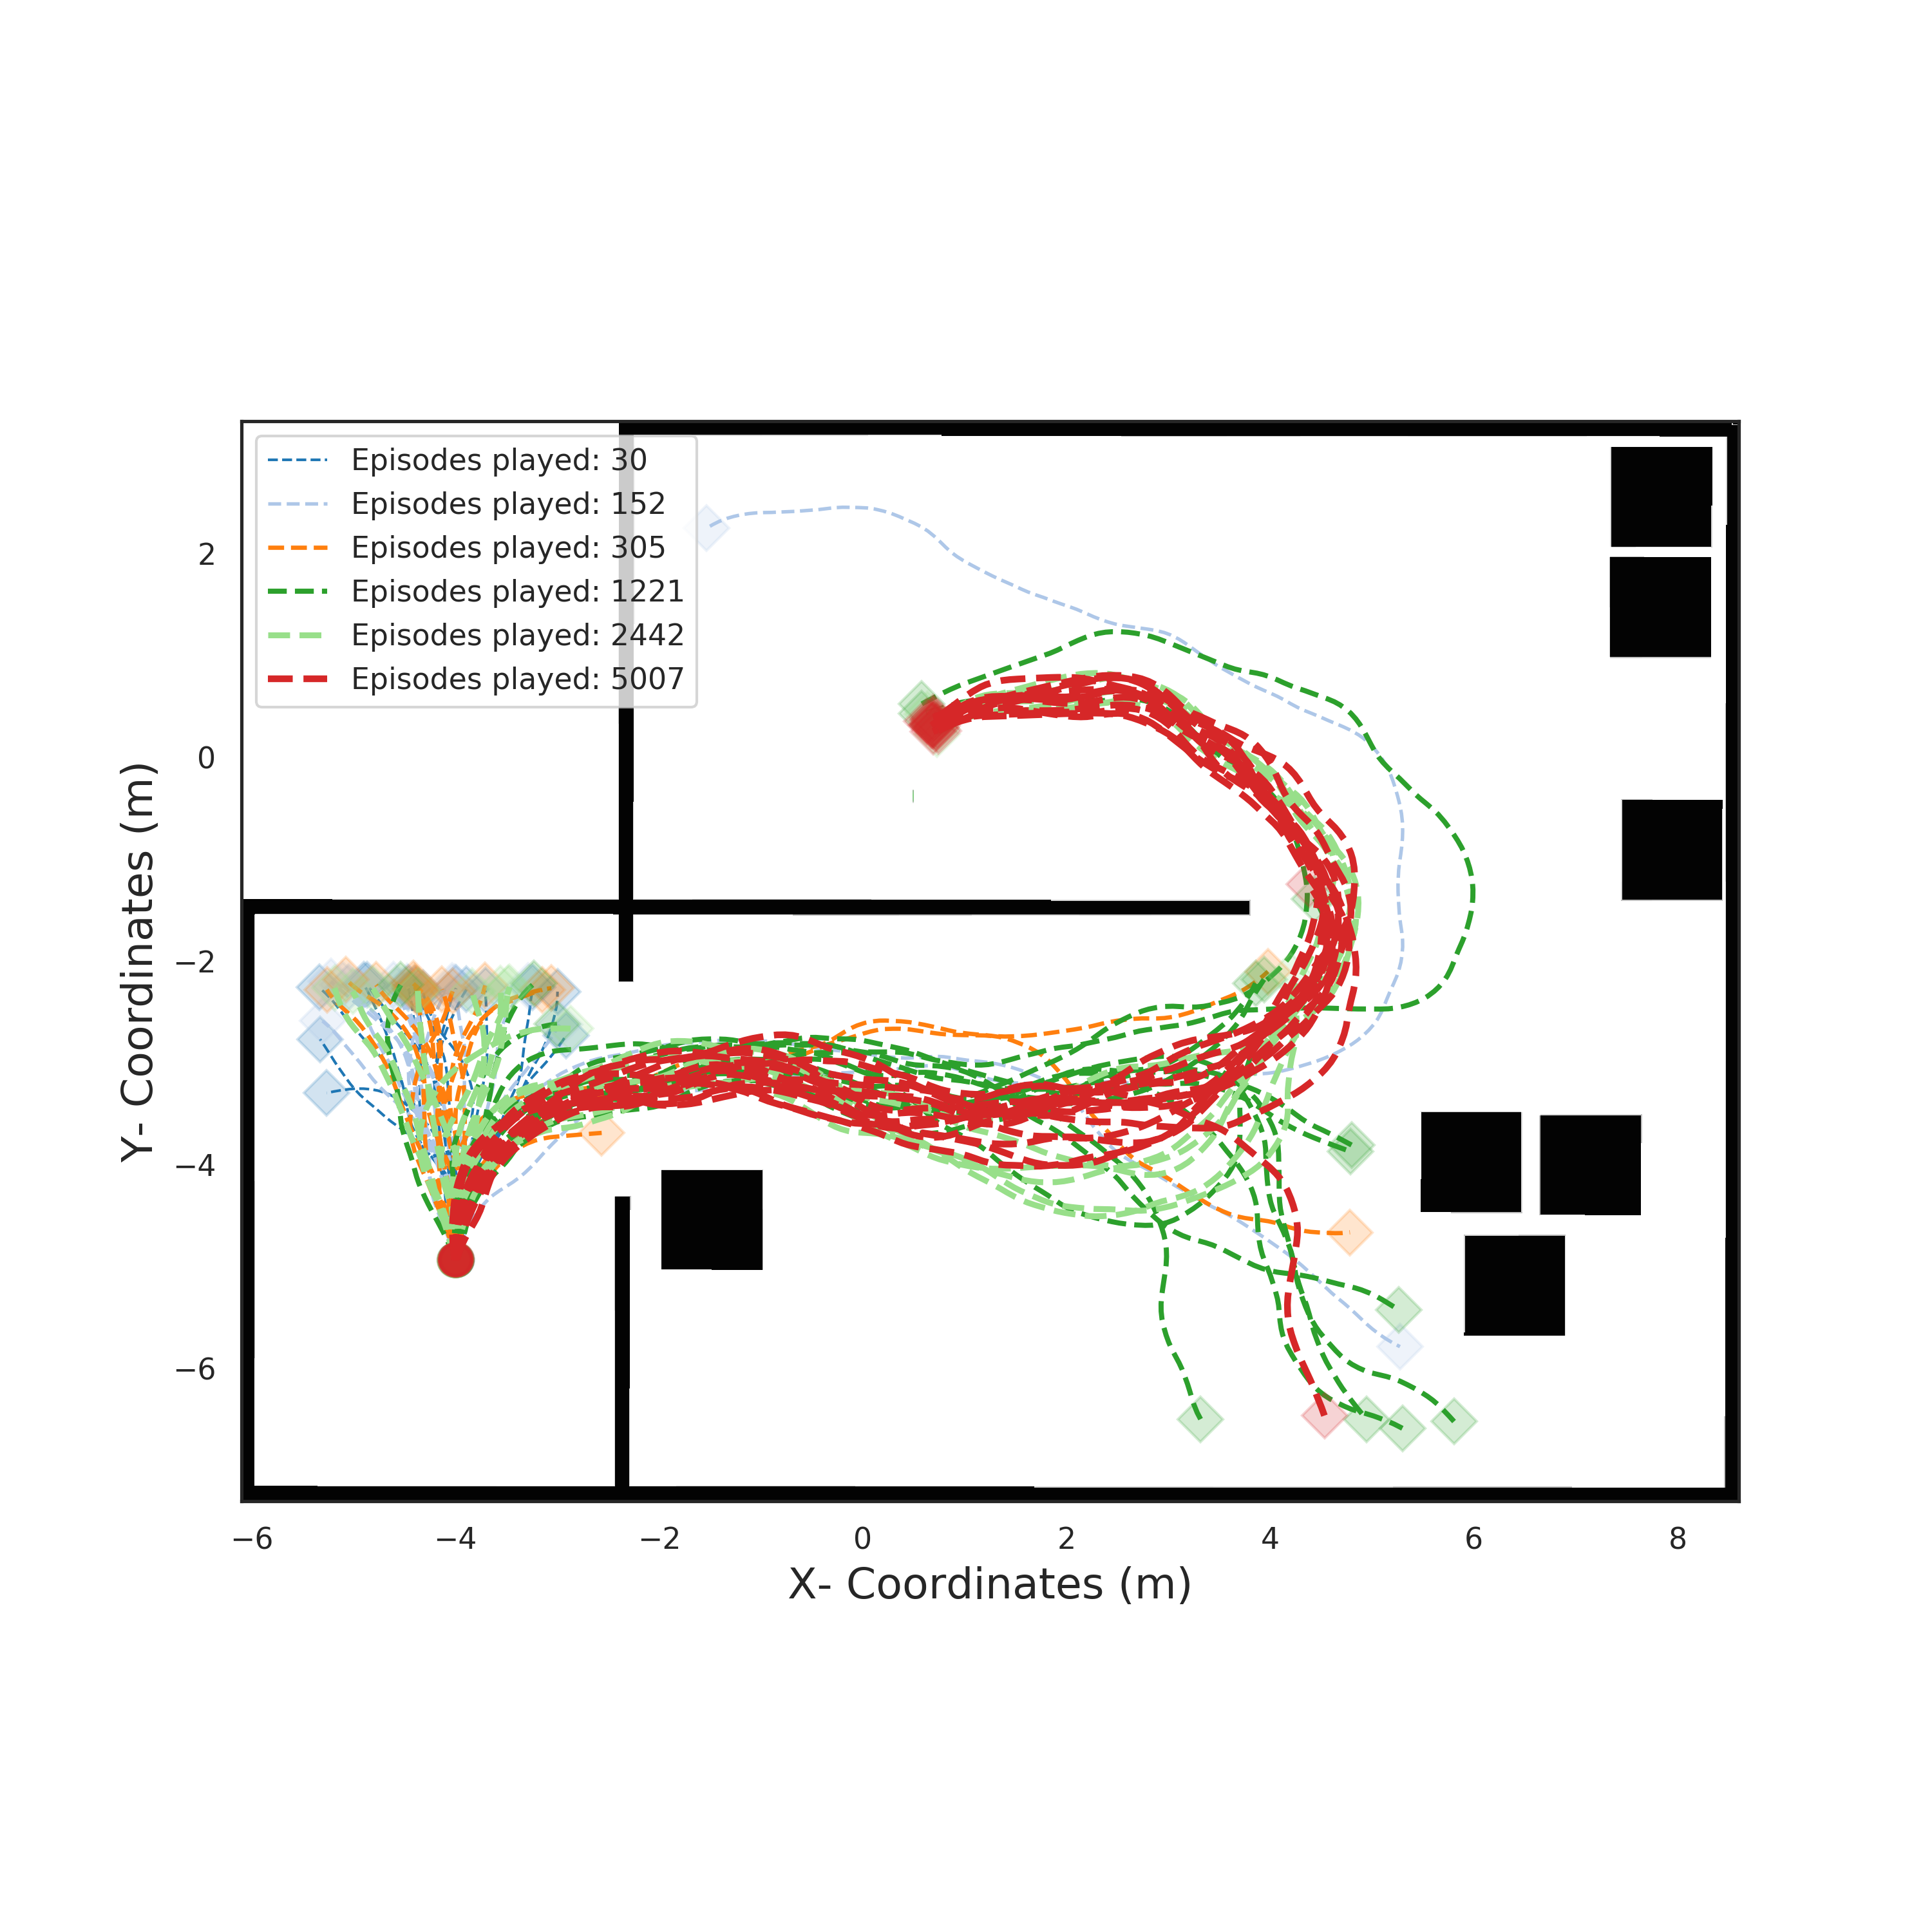 Episodes played: 30
Episodes played: 152
Episodes played: 305
Episodes played: 1221
Episodes played: 2442
Episodes played: 5007
Y- Coordinates (m)
2
0
−2
−4
−6
−6 −4 −2 0 2 4 6 8
X- Coordinates (m)